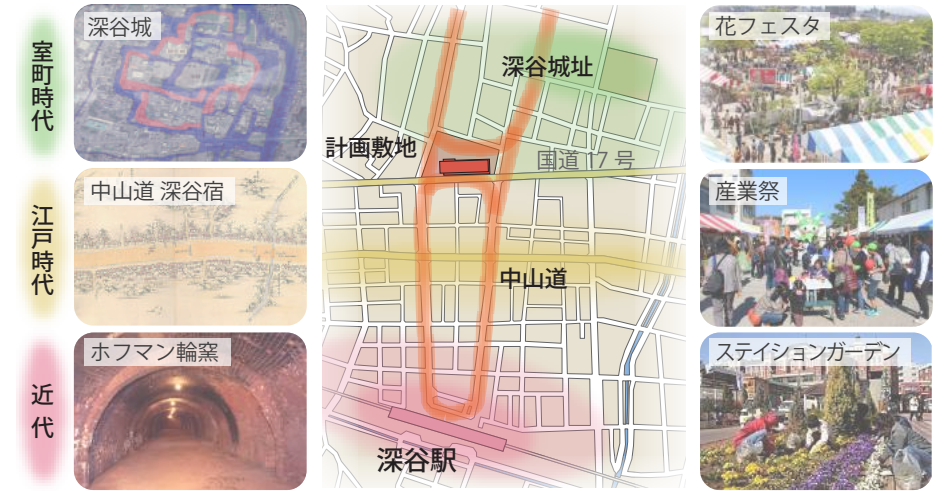 室町時代
深谷城
江戸時代
中山道 深谷宿
近代
ホフマン輪窯
深谷城址
計画敷地
国道 17 号
中山道
深谷駅
花フェスタ
産業祭
ステイションガーデン